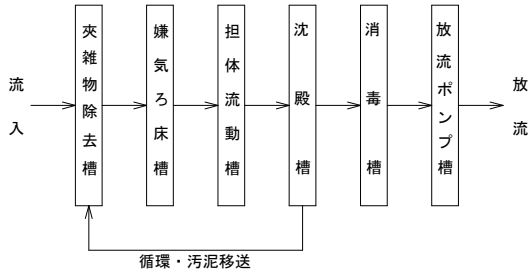 流入
夾雑物除去槽
嫌気ろ床槽
担体流動槽
沈殿槽
消毒槽
放流ポンプ槽
放流
循環・汚泥移送